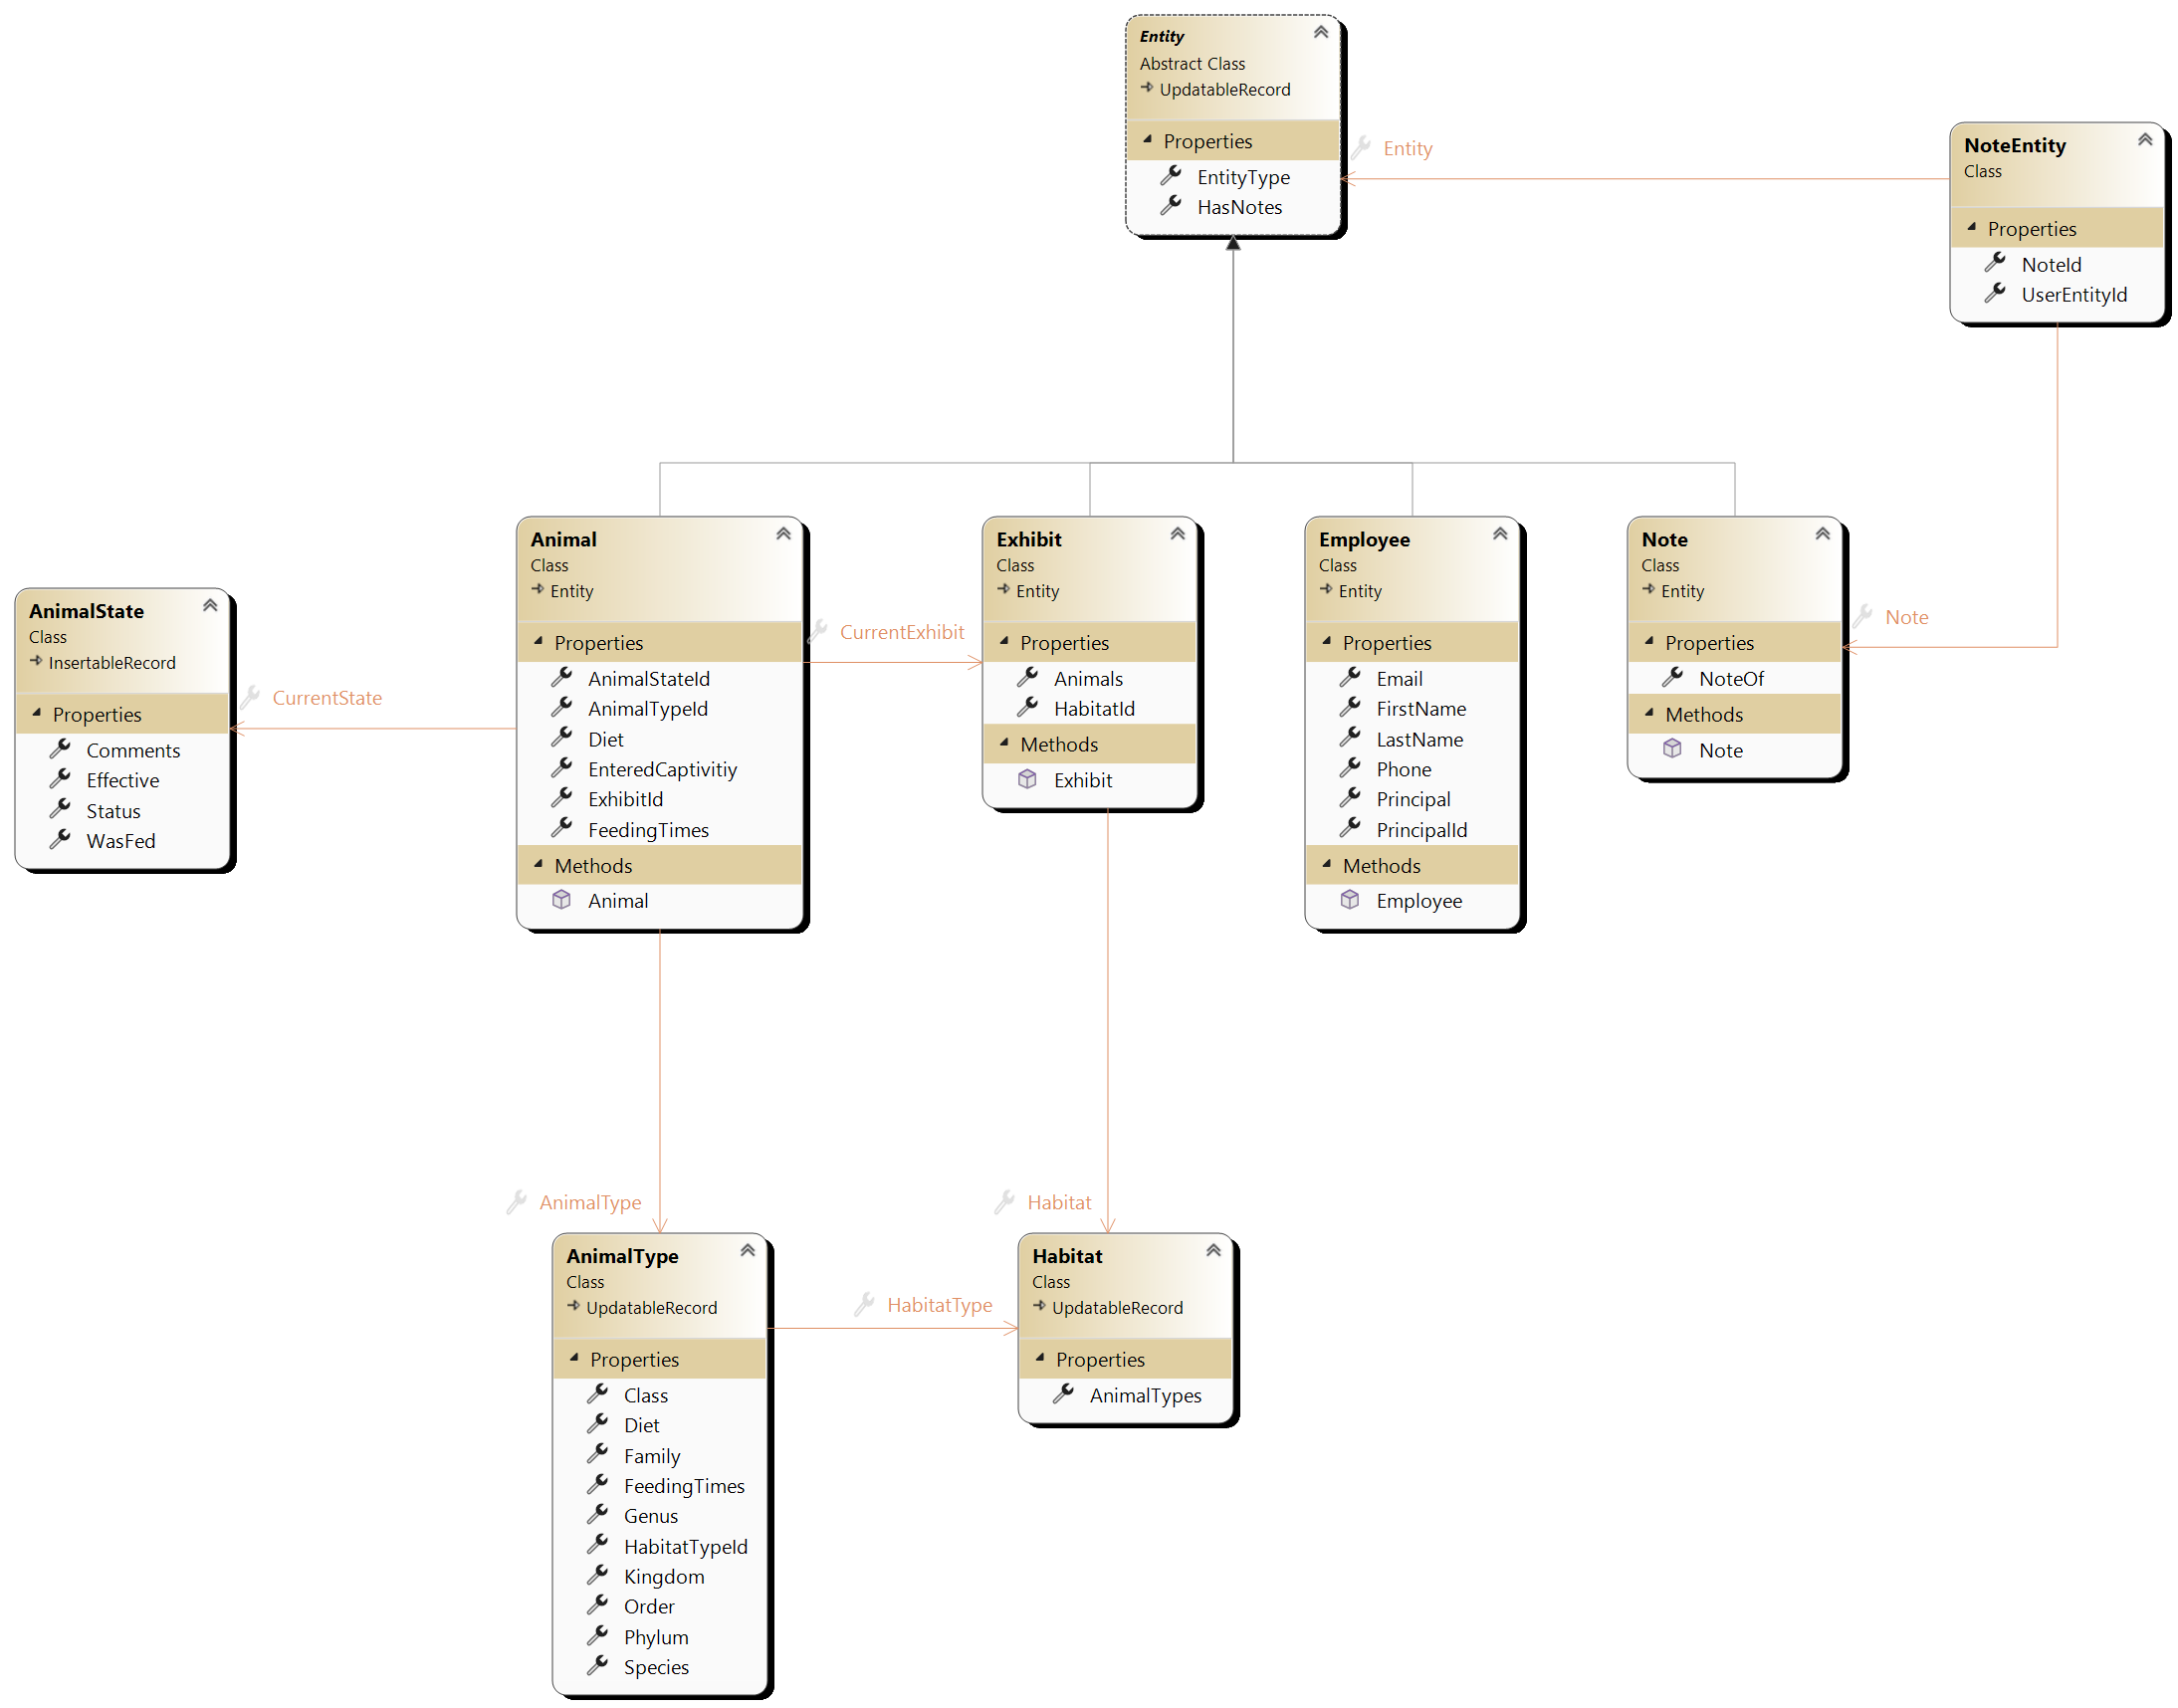 Entity
Abstract Class
UpdatableRecord
Properties
EntityType
HasNotes
Entity
NoteEntity
Class
Properties
NoteId
UserEntityId
AnimalState
Class
InsertableRecord
Properties
Comments
Effective
Status
WasFed
CurrentState
Animal
Class
Entity
Properties
AnimalStateId
AnimalTypeId
Diet
EnteredCaptivitiy
ExhibitId
FeedingTimes
Methods
Animal
CurrentExhibit
Exhibit
Class
Entity
Properties
Animals
HabitatId
Methods
Exhibit
Employee
Class
Entity
Properties
Email
FirstName
LastName
Phone
Principal
PrincipalId
Methods
Employee
Note
Class
Entity
Properties
NoteOf
Methods
Note
Note
AnimalType
AnimalType
Class
UpdatableRecord
Properties
Class
Diet
Family
FeedingTimes
Genus
HabitatTypeId
Kingdom
Order
Phylum
Species
HabitatType
Habitat
Habitat
Class
UpdatableRecord
Properties
AnimalTypes